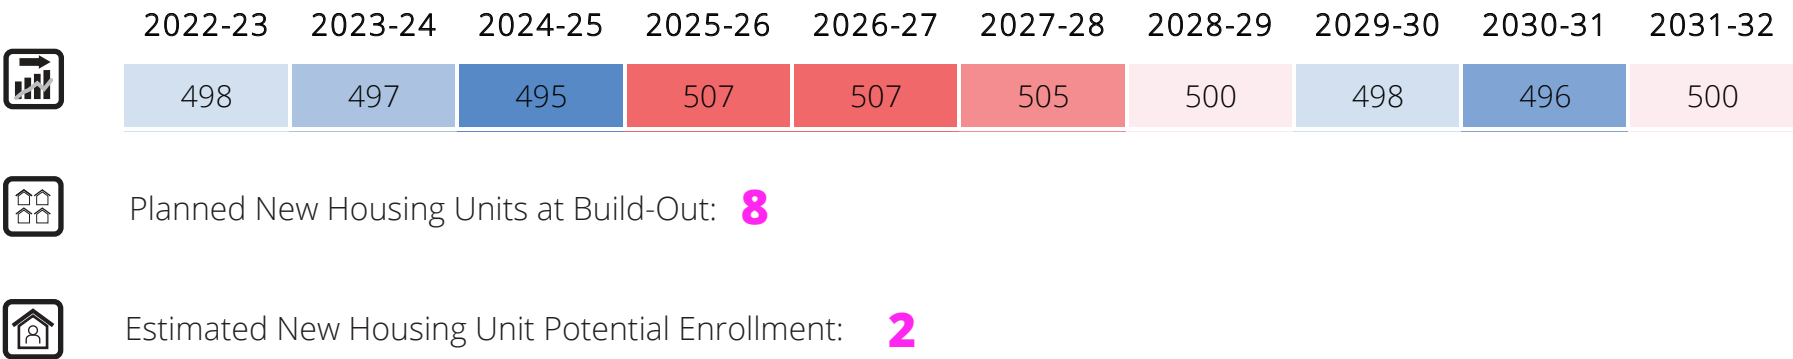 2022-23 2023-24 2024-25 2025-26 2026-27 2027-28 2028-29 2029-30 2030-31 2031-32
498 497 495 507 507 505 500 498 496 500
Planned New Housing Units at Build-Out: 8
Estimated New Housing Unit Potential Enrollment: 2